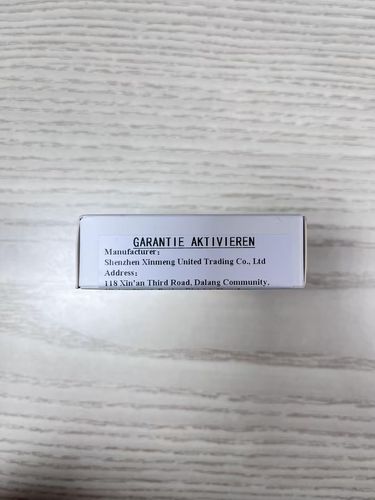 GARANTIE AKTIVIEREN
Manufacturer:
Shenzhen Xinmeng United Trading Co., Ltd
Address:
118 Xin'an Third Road, Dalang Community,